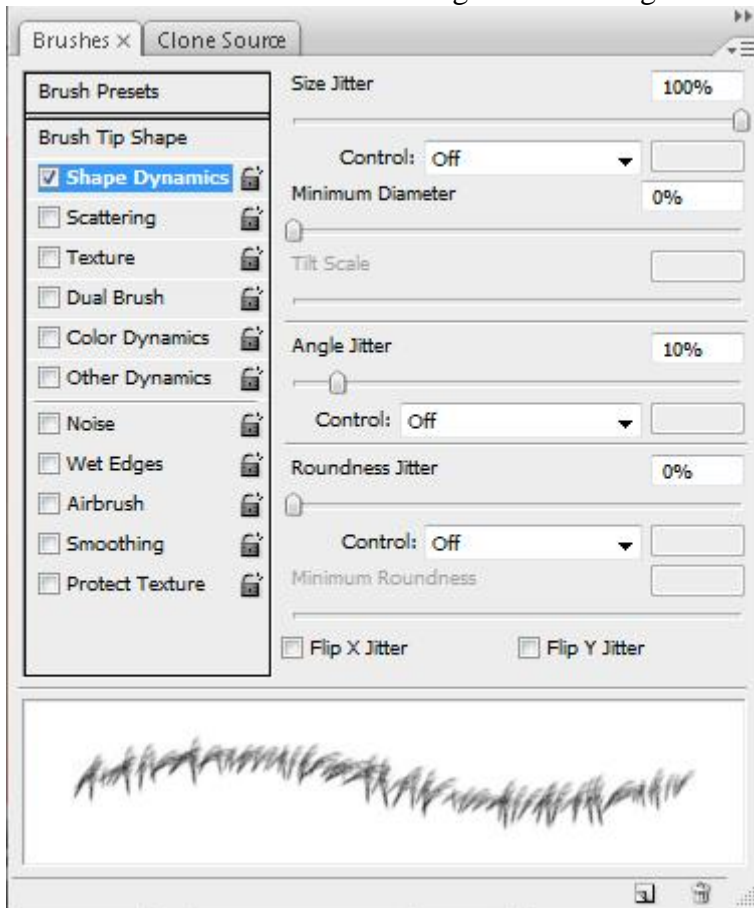 Brushes × Clone Source
Brush Presets
Brush Tip Shape
Shape Dynamics
Scattering
Texture
Dual Brush
Color Dynamics
Other Dynamics
Noise
Wet Edges
Airbrush
Smoothing
Protect Texture
Size Jitter 100%
Control: Off
Minimum Diameter 0%
Tilt Scale
Angle Jitter 10%
Control: Off
Roundness Jitter 0%
Control: Off
Minimum Roundness
Flip X Jitter Flip Y Jitter